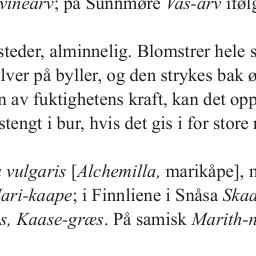 vinearv; på Sunnmøre Vas-arv ifølg
steder, alminnelig. Blomstrer hele s
lver på byller, og den strykes bak ø
n av fuktighetens kraft, kan det opp
stengt i bur, hvis det gis i for store m
vulgaris [Alchemilla, marikåpe], m
Mari-kaape; i Finnliene i Snåsa Skaa
s, Kaase-græs. På samisk Marith-n